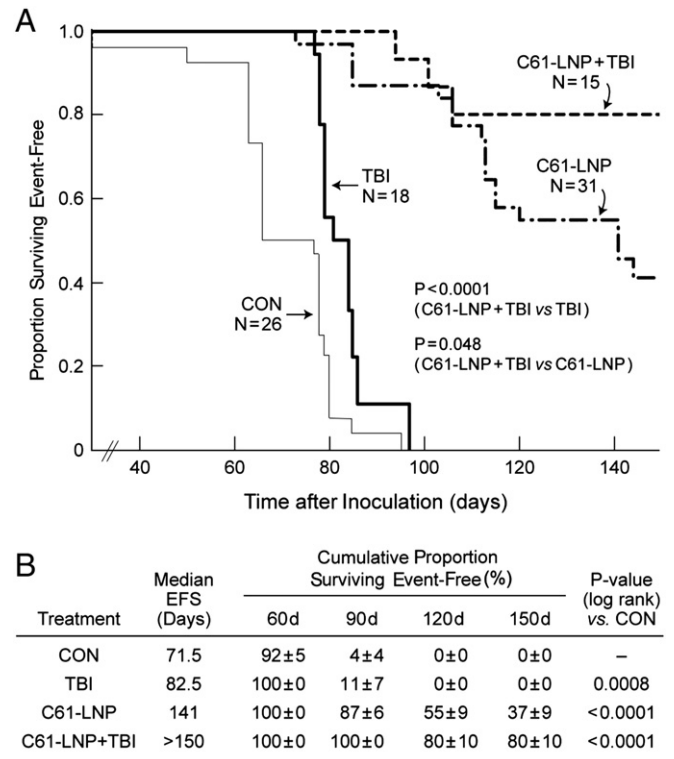 A
Proportion Surviving Event-Free
1.0
0.8
0.6
0.4
0.2
0
C61-LNP+TBI
N=15
C61-LNP
N=31
TBI
N=18
CON
N=26
P<0.0001
(C61-LNP+TBI vs TBI)
P=0.048
(C61-LNP+TBI vs C61-LNP)
40 60 80 100 120 140
Time after Inoculation (days)
B
Treatment
Median
EFS
(Days)
Cumulative Proportion
Surviving Event-Free (%)
60d 90d 120d 150d
P-value
(log rank)
vs. CON
CON 71.5 92±5 4±4 0±0 0±0 –
TBI 82.5 100±0 11±7 0±0 0±0 0.0008
C61-LNP 141 100±0 87±6 55±9 37±9 <0.0001
C61-LNP+TBI >150 100±0 100±0 80±10 80±10 <0.0001